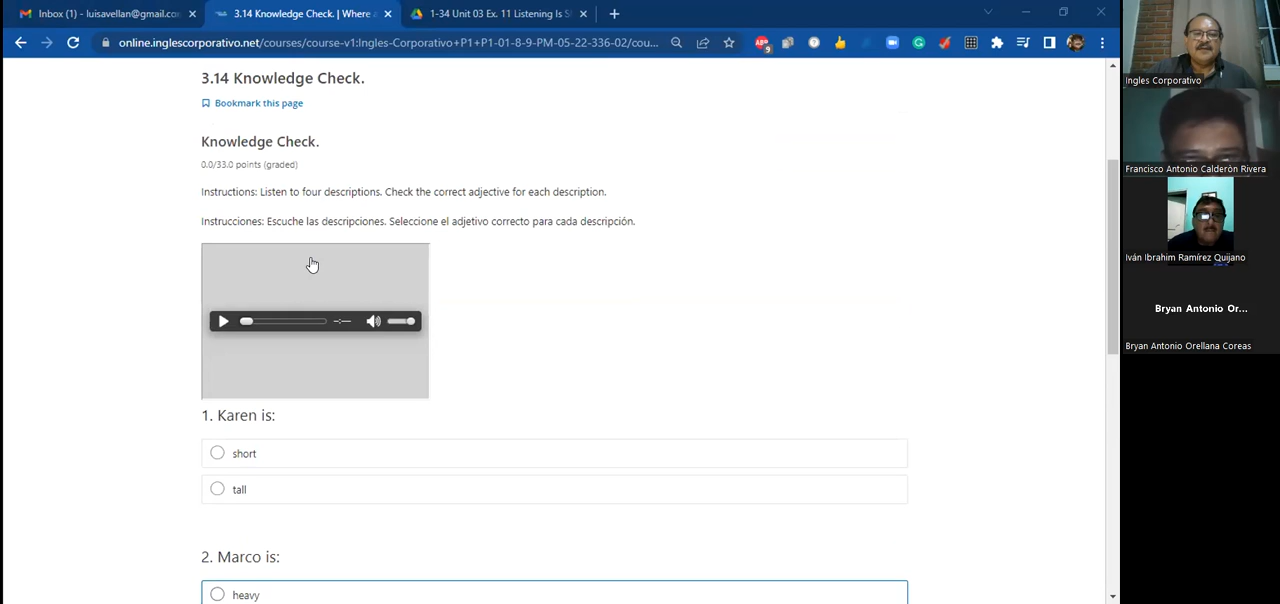 Inbox (1) - luisavellan@gmail.co
3.14 Knowledge Check. | Where a
1-34 Unit 03 Ex. 11 Listening Is S
online.inglescorporativo.net/courses/course-v1:Ingles-Corporativo+P1+P1-01-8-9-PM-05-22-336-02/cou...
3.14 Knowledge Check.
Bookmark this page
Knowledge Check.
0.0/33.0 points (graded)
Instructions: Listen to four descriptions. Check the correct adjective for each description.
Instrucciones: Escuche las descripciones. Seleccione el adjetivo correcto para cada descripción.
-:--
1. Karen is:
short
tall
2. Marco is:
heavy
Ingles Corporativo
Francisco Antonio Calderón Rivera
Iván Ibrahim Ramírez Quijano
Bryan Antonio Or...
Bryan Antonio Orellana Coreas